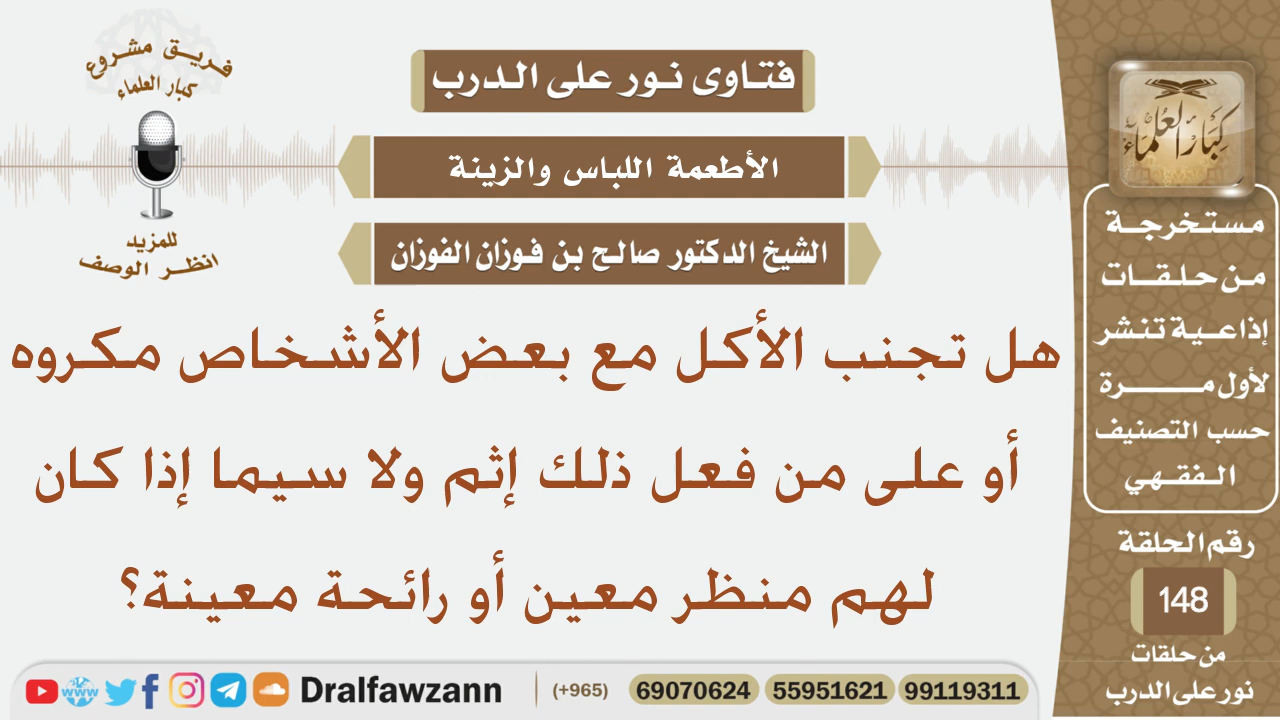 فريق مشروع
كبار العلماء
للمزيد
انظر الوصف
فتاوى نور على الدرب
الأطعمة اللباس والزينة
الشيخ الدكتور صالح بن فوزان الفوزان
هل تجنب الأكل مع بعض الأشخاص مكروه
أو على من فعل ذلك إثم ولا سيما إذا كان
لهم منظر معين أو رائحة معينة؟
كبار العلماء
مستخرجة
من حلقات
إذاعية تنشر
لأول مرة
حسب التصنيف
الفقهي
رقم الحلقة
148
من حلقات
نور على الدرب
www
Dralfawzann
(+965) 69070624 55951621 99119311